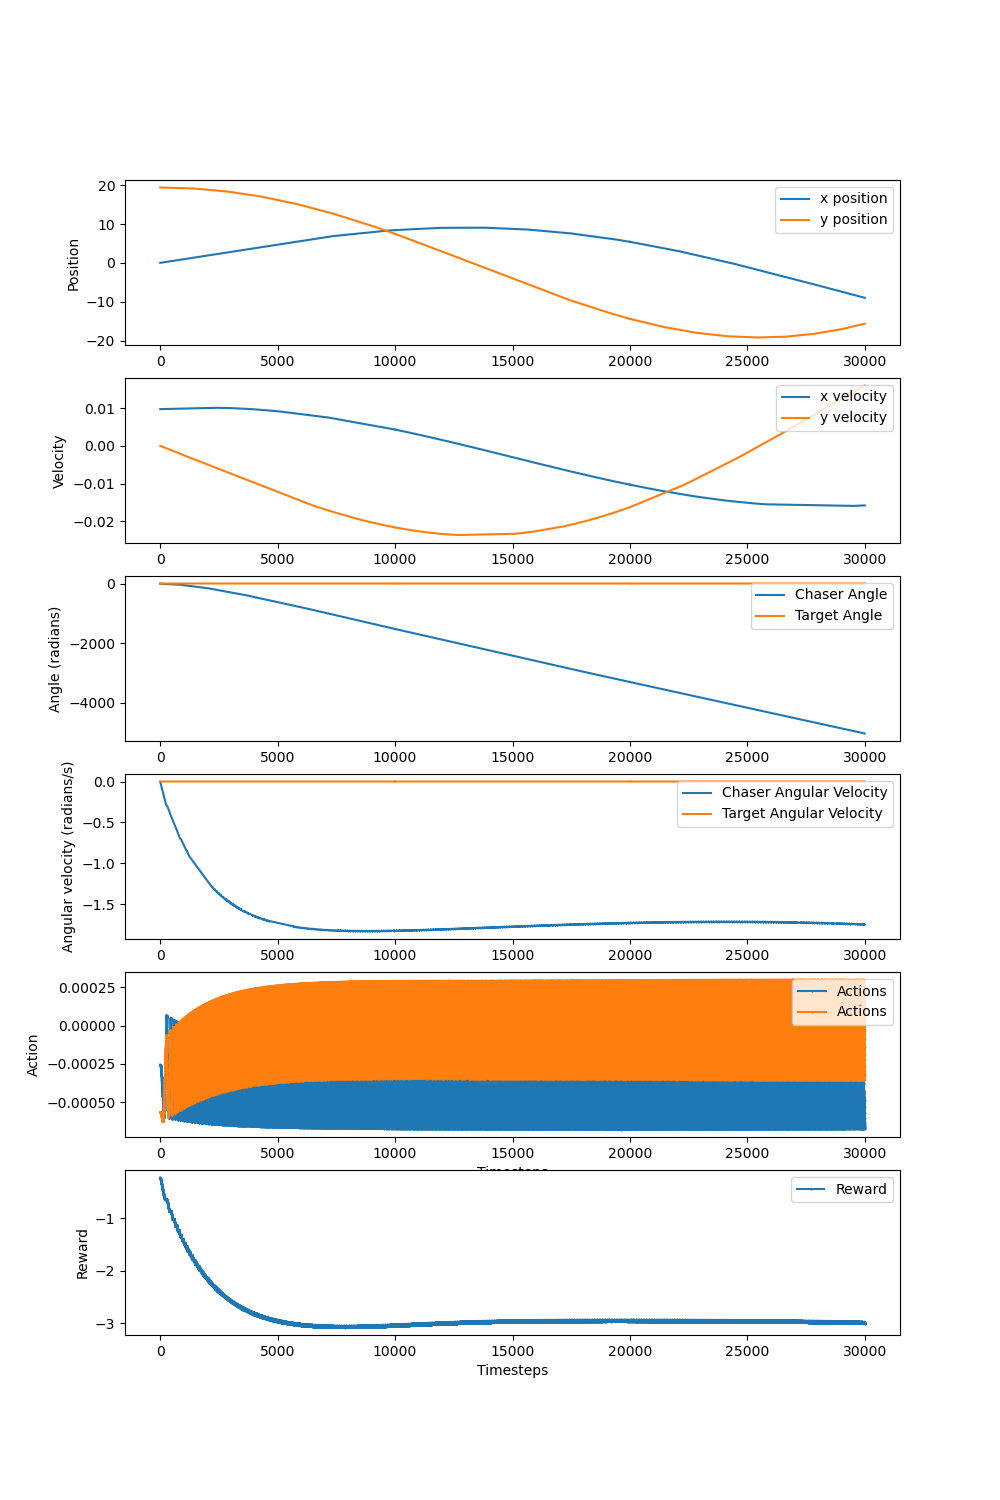 20
10
0
−10
−20
Position
x position
y position
0 5000 10000 15000 20000 25000 30000
0.01
0.00
−0.01
−0.02
Velocity
x velocity
y velocity
0 5000 10000 15000 20000 25000 30000
0
−2000
−4000
Angle (radians)
Chaser Angle
Target Angle
0 5000 10000 15000 20000 25000 30000
0.0
−0.5
−1.0
−1.5
Angular velocity (radians/s)
Chaser Angular Velocity
Target Angular Velocity
0 5000 10000 15000 20000 25000 30000
0.00025
0.00000
−0.00025
−0.00050
Action
Actions
Actions
0 5000 10000 15000 20000 25000 30000
Timesteps
−1
−2
−3
Reward
Reward
0 5000 10000 15000 20000 25000 30000
Timesteps